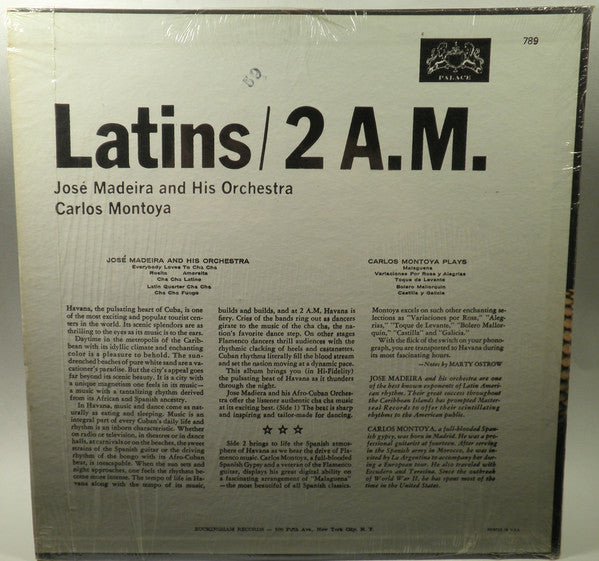 PALACE
789
59
Latins/2 A.M.
José Madeira and His Orchestra
Carlos Montoya
JOSÉ MADEIRA AND HIS ORCHESTRA
Everybody Loves To Cha Cha
Rosita Amorsita
Cha Cha Latino
Latin Quarter Cha Cha
Cha Cha Fuego
CARLOS MONTOYA PLAYS
Malaguena
Variaciones Por Rosa y Alegrias
Toque de Levante
Bolero Mallorquin
Castilla y Galicia
Havana, the pulsating heart of Cuba, is one
of the most exciting and popular tourist cen-
ters in the world. Its scenic splendors are as
thrilling to the eyes as its music is to the ears.
Daytime in the metropolis of the Carib-
bean with its idyllic climate and enchanting
color is a pleasure to behold. The sun-
drenched beaches of pure white sand are a va-
cationer's paradise. But the city's appeal goes
far beyond its scenic beauty. It is a city with
a unique magnetism one feels in its music—
a music with a tantalizing rhythm derived
from its African and Spanish ancestry.
In Havana, music and dance come as nat-
urally as eating and sleeping. Music is an
integral part of every Cuban's daily life and
rhythm is an inborn characteristic. Whether
on radio or television, in theatres or in dance
halls, at carnivals or on the beaches, the sweet
strains of the Spanish guitar or the driving
rhythm of the bongo with its Afro-Cuban
beat, is inescapable. When the sun sets and
night approaches, one feels the rhythms be-
come more intense. The tempo of life in Ha-
vana along with the tempo of its music,
builds and builds, and at 2 A.M. Havana is
fiery. Cries of the bands ring out as dancers
gyrate to the music of the cha cha, the na-
tion's favorite dance step. On other stages
Flamenco dancers thrill audiences with the
rhythmic clacking of heels and castanettes.
Cuban rhythms literally fill the blood stream
and set the nation moving at a dynamic pace.
This album brings you (in Hi-Fidelity)
the pulsating beat of Havana as it thunders
through the night.
Jose Madeira and his Afro-Cuban Orches-
tra offer the listener authentic cha cha music
at its exciting best. (Side 1) The beat is sharp
and inspiring and tailor-made for dancing.
☆ ☆ ☆
Side 2 brings to life the Spanish atmos-
phere of Havana as we hear the drive of Fla-
menco music. Carlos Montoya, a full-blooded
Spanish Gypsy and a veteran of the Flamenco
guitar, displays his great digital ability on
a fascinating arrangement of "Malaguena"
—the most beautiful of all Spanish classics.
Montoya excels on such other enchanting se-
lections as "Variaciones por Rosa," "Aleg-
rias," "Toque de Levante," "Bolero Mallor-
quin," "Castilla" and "Galicia."
With the flick of the switch on your phono-
graph, you are transported to Havana during
its most fascinating hours.
—Notes by MARTY OSTROW
JOSE MADEIRA and his orchestra are one
of the best known exponents of Latin Ameri-
can rhythm. Their great success throughout
the Caribbean Islands has prompted Mater-
seal Records to offer their scintillating
rhythms to the American public.
CARLOS MONTOYA, a full-blooded Span-
ish gypsy, was born in Madrid. He was a pro-
fessional guitarist at fourteen. After serving
in the Spanish army in Morocco, he was in-
vited by La Argentina to accompany her dur-
ing a European tour. He also traveled with
Escudero and Teresina. Since the outbreak
of World War II, he has spent most of the
time in the United States.
BUCKINGHAM RECORDS — 500 Fifth Ave., New York City, N. Y.
PRINTED IN U.S.A.